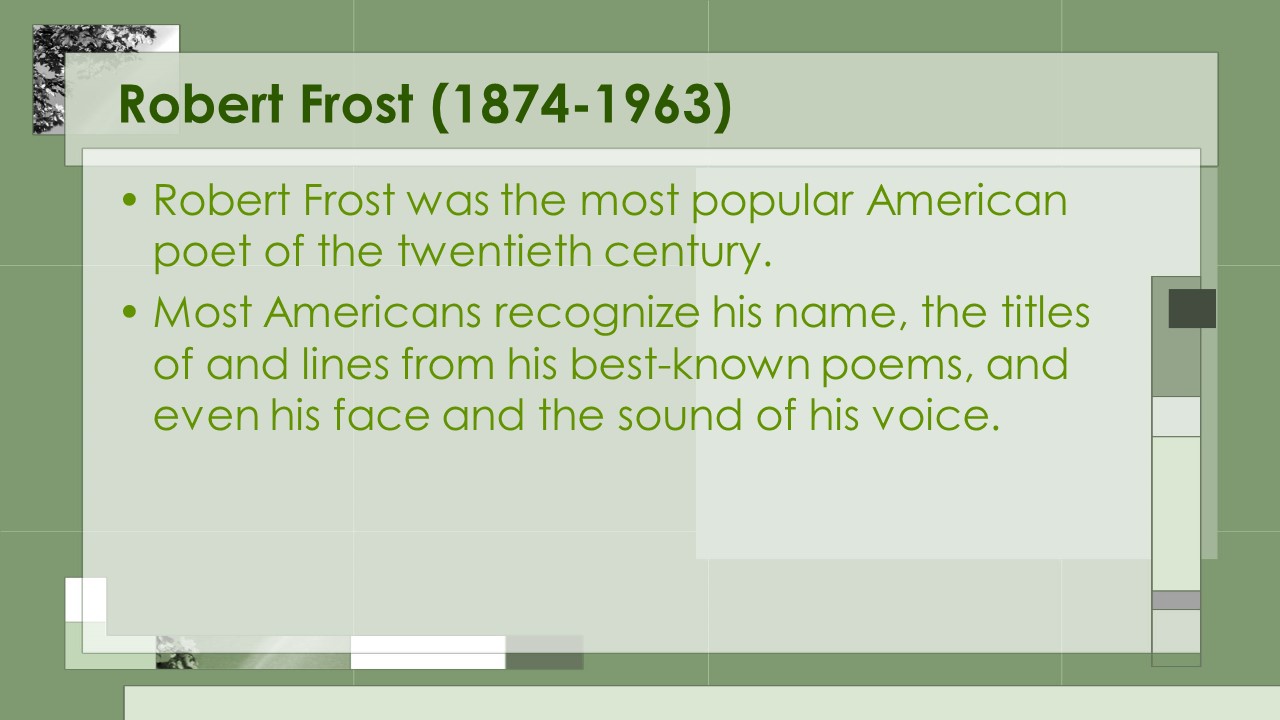 Robert Frost (1874-1963)
• Robert Frost was the most popular American
poet of the twentieth century.
• Most Americans recognize his name, the titles
of and lines from his best-known poems, and
even his face and the sound of his voice.